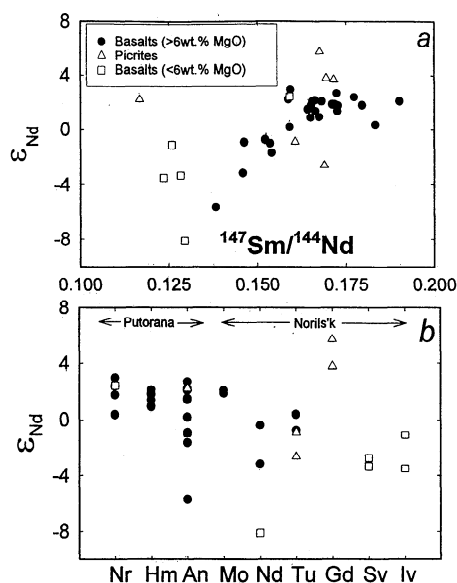 ● Basalts (>6wt.% MgO)
△ Picrites
□ Basalts (<6wt.% MgO)
a
8
4
0
-4
-8
εNd
¹⁴⁷Sm/¹⁴⁴Nd
0.100 0.125 0.150 0.175 0.200
Putorana Noril's'k
b
8
4
0
-4
-8
εNd
Nr Hm An Mo Nd Tu Gd Sv Iv